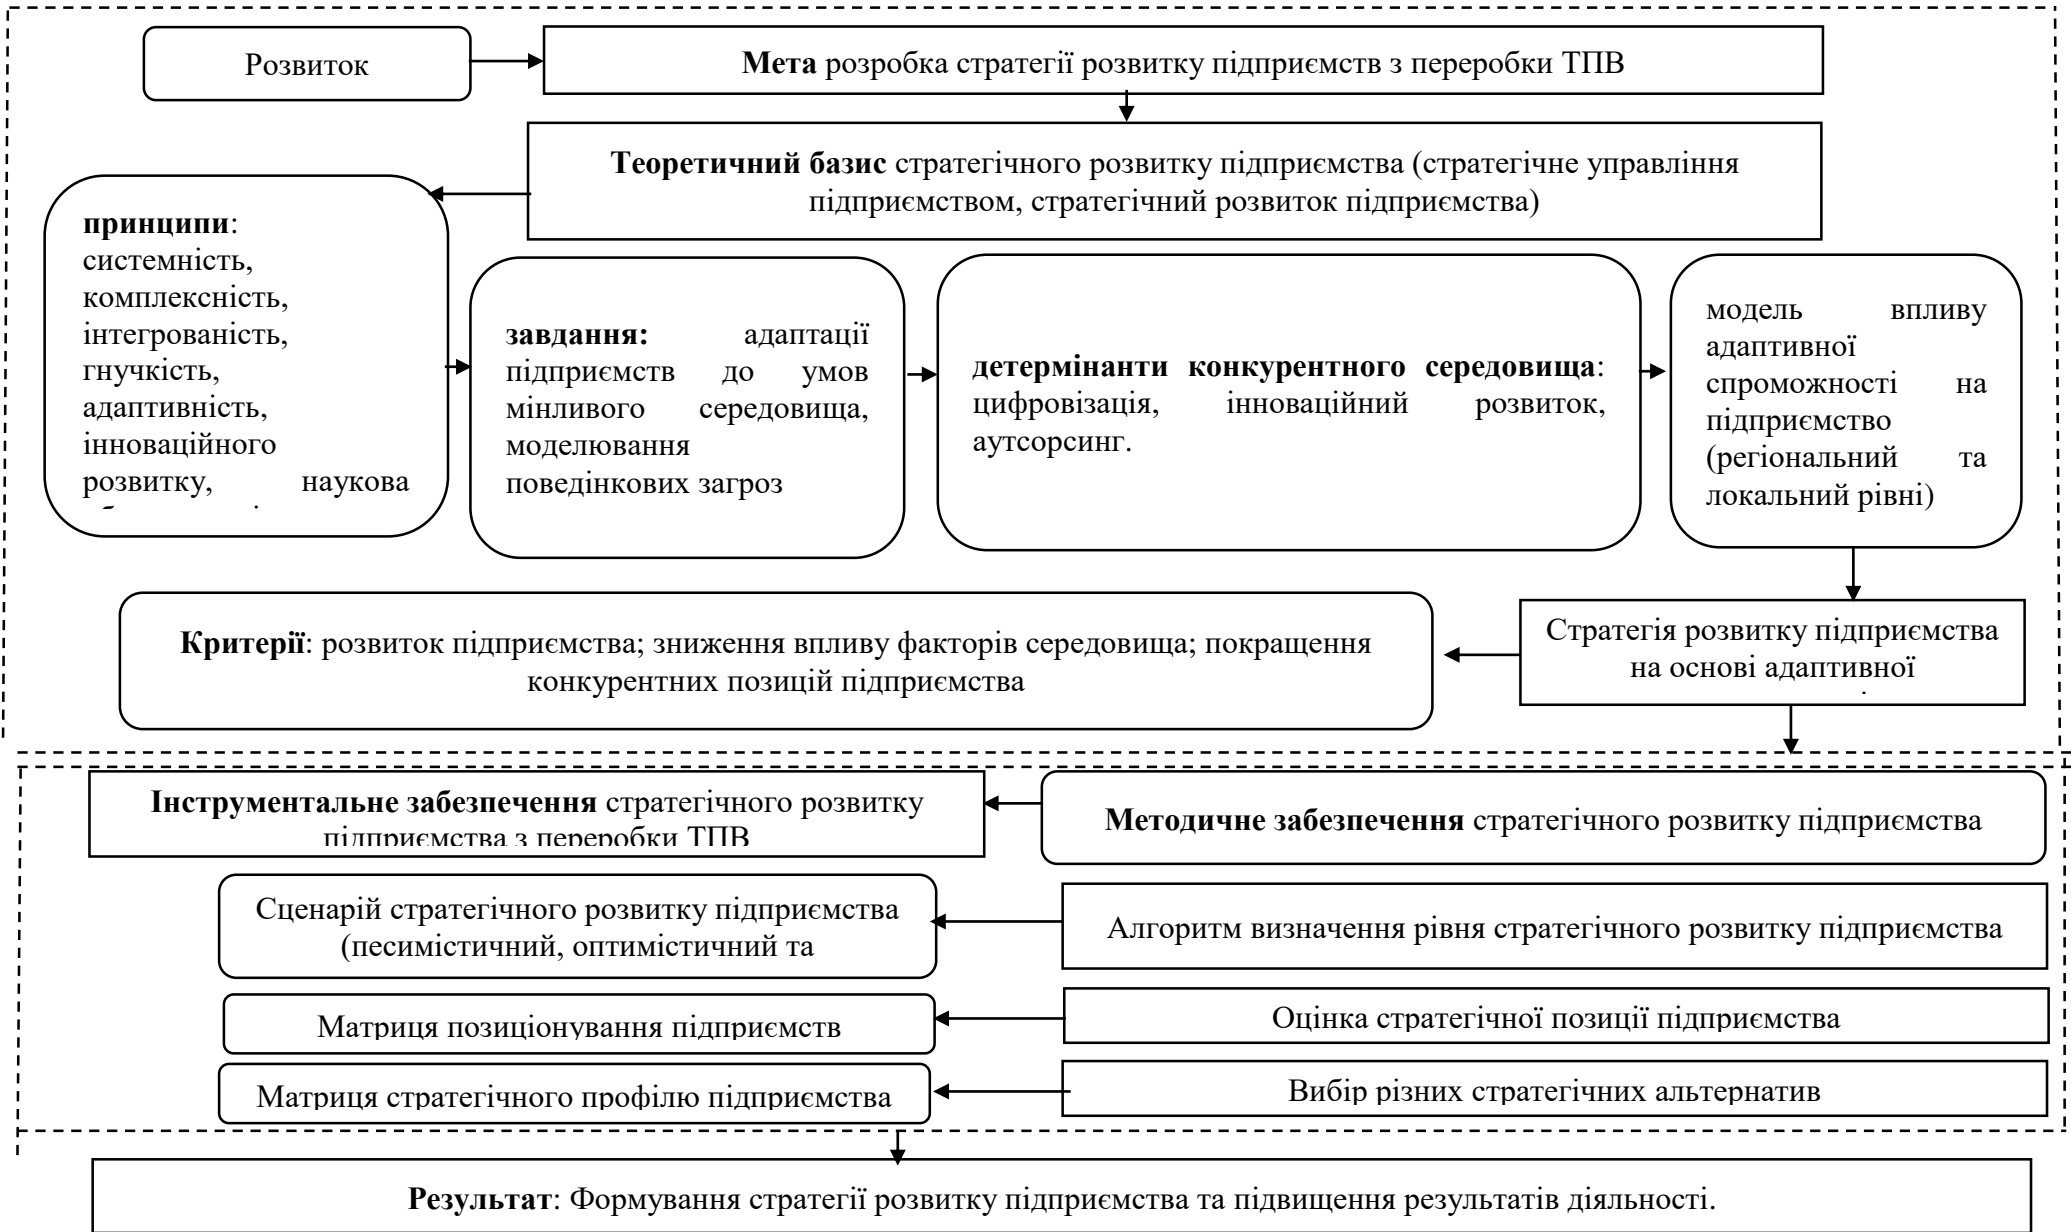 Розвиток
Мета розробка стратегії розвитку підприємств з переробки ТПВ
Теоретичний базис стратегічного розвитку підприємства (стратегічне управління
підприємством, стратегічний розвиток підприємства)
принципи:
системність,
комплексність,
інтегрованість,
гнучкість,
адаптивність,
інноваційного
розвитку, наукова
завдання: адаптації
підприємств до умов
мінливого середовища,
моделювання
поведінкових загроз
детермінанти конкурентного середовища:
цифровізація, інноваційний розвиток,
аутсорсинг.
модель впливу
адаптивної
спроможності на
підприємство
(регіональний та
локальний рівні)
Критерії: розвиток підприємства; зниження впливу факторів середовища; покращення
конкурентних позицій підприємства
Стратегія розвитку підприємства
на основі адаптивної
Інструментальне забезпечення стратегічного розвитку
підприємства з переробки ТПВ
Методичне забезпечення стратегічного розвитку підприємства
Сценарій стратегічного розвитку підприємства
(песимістичний, оптимістичний та
Алгоритм визначення рівня стратегічного розвитку підприємства
Матриця позиціонування підприємств
Оцінка стратегічної позиції підприємства
Матриця стратегічного профілю підприємства
Вибір різних стратегічних альтернатив
Результат: Формування стратегії розвитку підприємства та підвищення результатів діяльності.